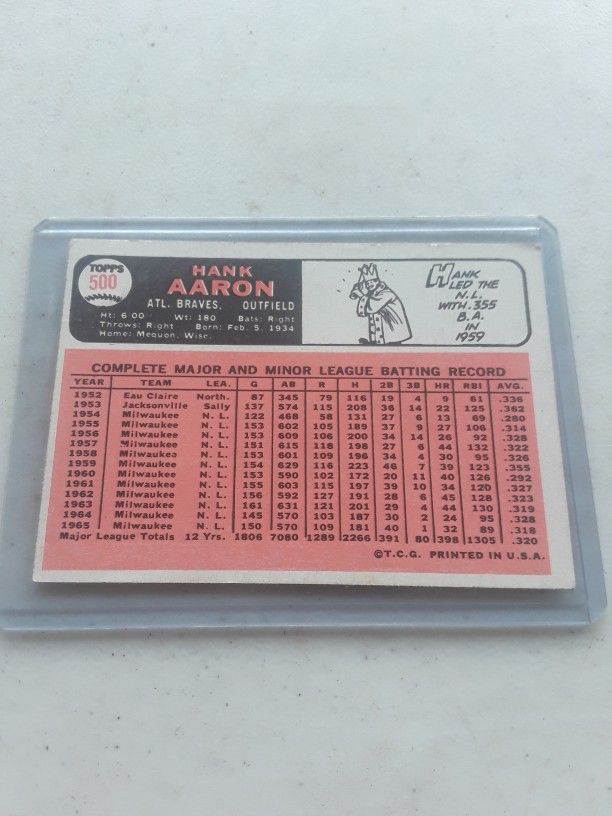 TOPPS
500
HANK
AARON
ATL. BRAVES. OUTFIELD
Ht: 6 00 Wt: 180 Bats: Right
Throws: Right Born: Feb. 5, 1934
Home: Mequon, Wisc.
HANK
LED THE
N.L.
WITH .355
B.A.
IN
1959
COMPLETE MAJOR AND MINOR LEAGUE BATTING RECORD
YEAR TEAM LEA. G AB R H 2B 3B HR RBI AVG.
1952 Eau Claire North. 87 345 79 116 19 4 9 61 .336
1953 Jacksonville Sally 137 574 115 208 36 14 22 125 .362
1954 Milwaukee N. L. 122 468 58 131 27 6 13 69 .280
1955 Milwaukee N. L. 153 602 105 189 37 9 27 106 .314
1956 Milwaukee N. L. 153 609 106 200 34 14 26 92 .328
1957 Milwaukee N. L. 151 615 118 198 27 6 44 132 .322
1958 Milwaukee N. L. 153 601 109 196 34 4 30 95 .326
1959 Milwaukee N. L. 154 629 116 223 46 7 39 123 .355
1960 Milwaukee N. L. 153 590 102 172 20 11 40 126 .292
1961 Milwaukee N. L. 155 603 115 197 39 10 34 120 .327
1962 Milwaukee N. L. 156 592 127 191 28 6 45 128 .323
1963 Milwaukee N. L. 161 631 121 201 29 4 44 130 .319
1964 Milwaukee N. L. 145 570 103 187 30 2 24 95 .328
1965 Milwaukee N. L. 150 570 109 181 40 1 32 89 .318
Major League Totals 12 Yrs. 1806 7080 1289 2266 391 80 398 1305 .320
©T.C.G. PRINTED IN U.S.A.